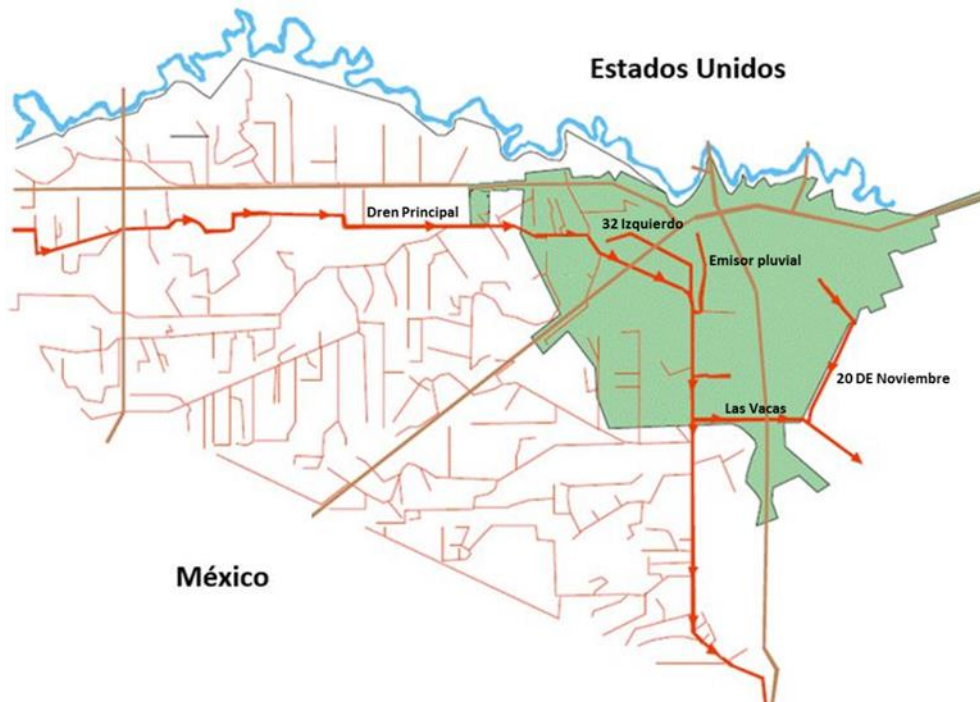 Estados Unidos
Dren Principal
32 Izquierdo
Emisor pluvial
20 DE Noviembre
Las Vacas
México